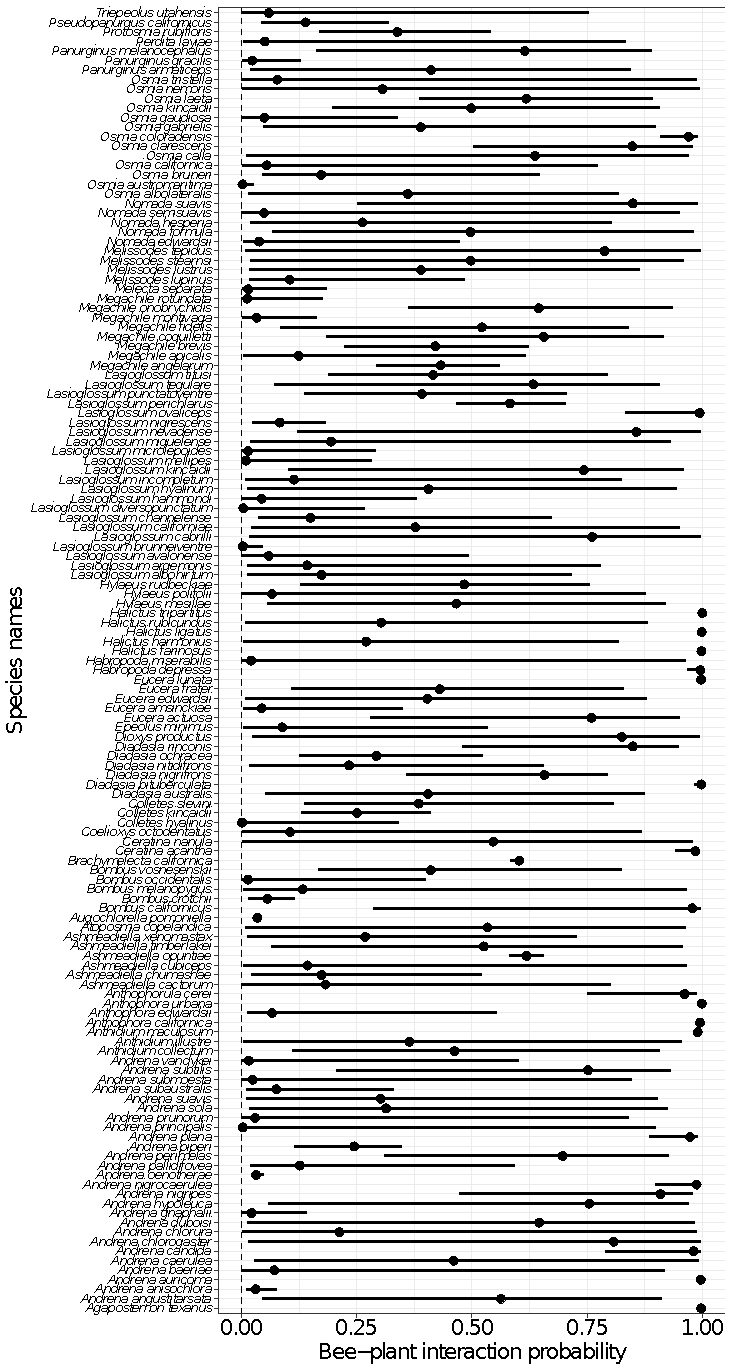 Triepeolus utahensis
Pseudopanurgus californicus
Protosmia rubifloris
Perdita layiae
Panurginus melanocephalus
Panurginus gracilis
Panurginus armaticeps
Osmia tristella
Osmia nemoris
Osmia laeta
Osmia kincaidii
Osmia gaudiosa
Osmia gabrielis
Osmia coloradensis
Osmia clarescens
Osmia calla
Osmia californica
Osmia bruneri
Osmia austromaritima
Osmia albolateralis
Nomada suavis
Nomada semisuavis
Nomada hesperia
Nomada formula
Nomada edwardsii
Melissodes tepidus
Melissodes stearnsi
Melissodes lustrus
Melissodes lupinus
Melecta separata
Megachile rotundata
Megachile onobrychidis
Megachile montivaga
Megachile fidelis
Megachile coquilletti
Megachile brevis
Megachile apicalis
Megachile angelarum
Lasioglossum titusi
Lasioglossum tegulare
Lasioglossum punctatoventre
Lasioglossum perichlarus
Lasioglossum ovaliceps
Lasioglossum nigrescens
Lasioglossum nevadense
Lasioglossum miguelense
Lasioglossum microlepoides
Lasioglossum mellipes
Lasioglossum kincaidii
Lasioglossum incompletum
Lasioglossum hyalinum
Lasioglossum hammondi
Lasioglossum diversopunctatum
Lasioglossum channelense
Lasioglossum californiae
Lasioglossum cabrilli
Lasioglossum brunneiventre
Lasioglossum avalonense
Lasioglossum argemonis
Lasioglossum albohirtum
Hylaeus rudbeckiae
Hylaeus polifolii
Hylaeus mesillae
Halictus tripartitus
Halictus rubicundus
Halictus ligatus
Halictus harmonius
Halictus farinosus
Habropoda miserabilis
Habropoda depressa
Eucera lunata
Eucera frater
Eucera edwardsii
Eucera amsinckiae
Eucera actuosa
Epeolus minimus
Dioxys productus
Diadasia rinconis
Diadasia ochracea
Diadasia nitidifrons
Diadasia nigrifrons
Diadasia bituberculata
Diadasia australis
Colletes slevini
Colletes kincaidii
Colletes hyalinus
Coelioxys octodentatus
Ceratina nanula
Ceratina acantha
Brachymelecta californica
Bombus vosnesenskii
Bombus occidentalis
Bombus melanopygus
Bombus crotchii
Bombus californicus
Augochlorella pomoniella
Atoposmia copelandica
Ashmeadiella xenomastax
Ashmeadiella timberlakei
Ashmeadiella opuntiae
Ashmeadiella cubiceps
Ashmeadiella chumashae
Ashmeadiella cactorum
Anthophorula cerei
Anthophora urbana
Anthophora edwardsii
Anthophora californica
Anthidium maculosum
Anthidium illustre
Anthidium collectum
Andrena vandykei
Andrena subtilis
Andrena submoesta
Andrena subaustralis
Andrena suavis
Andrena sola
Andrena prunorum
Andrena principalis
Andrena plana
Andrena piperi
Andrena perimelas
Andrena pallidifovea
Andrena oenotherae
Andrena nigrocaerulea
Andrena nigripes
Andrena hypoleuca
Andrena gnaphalii
Andrena duboisi
Andrena chlorura
Andrena chlorogaster
Andrena candida
Andrena caerulea
Andrena baeriae
Andrena auricoma
Andrena anisochlora
Andrena angustitarsata
Agapostemon texanus
Species names
0.00 0.25 0.50 0.75 1.00
Bee−plant interaction probability